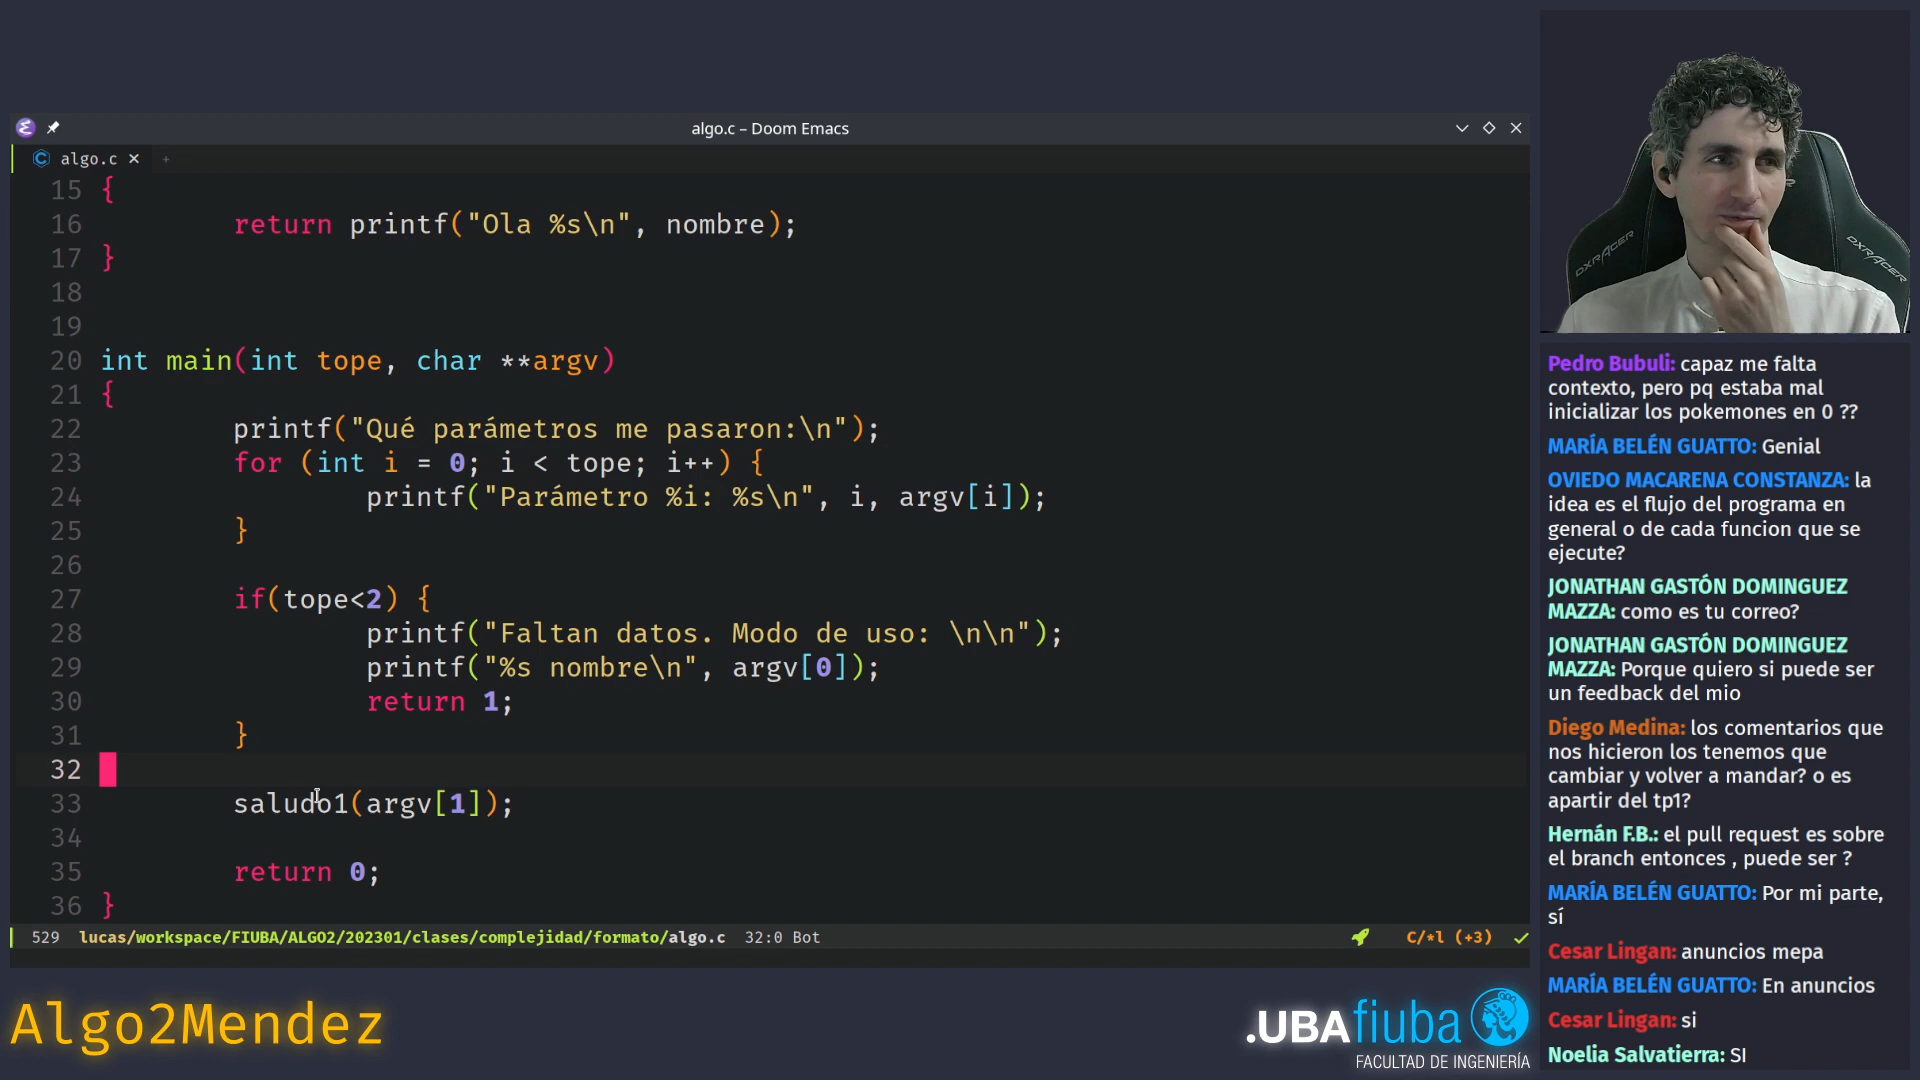 algo.c – Doom Emacs
algo.c
15 {
16 return printf("Ola %s\n", nombre);
17 }
18
19
20 int main(int tope, char **argv)
21 {
22 printf("Qué parámetros me pasaron:\n");
23 for (int i = 0; i < tope; i++) {
24 printf("Parámetro %i: %s\n", i, argv[i]);
25 }
26
27 if(tope<2) {
28 printf("Faltan datos. Modo de uso: \n\n");
29 printf("%s nombre\n", argv[0]);
30 return 1;
31 }
32
33 saludo1(argv[1]);
34
35 return 0;
36 }
529 lucas/workspace/FIUBA/ALGO2/202301/clases/complejidad/formato/algo.c 32:0 Bot C/*l (+3)
Algo2Mendez
.UBAfiuba
FACULTAD DE INGENIERÍA
DXRACER
DXRACER
Pedro Bubuli: capaz me falta
contexto, pero pq estaba mal
inicializar los pokemones en 0 ??
MARÍA BELÉN GUATTO: Genial
OVIEDO MACARENA CONSTANZA: la
idea es el flujo del programa en
general o de cada funcion que se
ejecute?
JONATHAN GASTÓN DOMINGUEZ
MAZZA: como es tu correo?
JONATHAN GASTÓN DOMINGUEZ
MAZZA: Porque quiero si puede ser
un feedback del mio
Diego Medina: los comentarios que
nos hicieron los tenemos que
cambiar y volver a mandar? o es
apartir del tp1?
Hernán F.B.: el pull request es sobre
el branch entonces , puede ser ?
MARÍA BELÉN GUATTO: Por mi parte,
sí
Cesar Lingan: anuncios mepa
MARÍA BELÉN GUATTO: En anuncios
Cesar Lingan: si
Noelia Salvatierra: SI